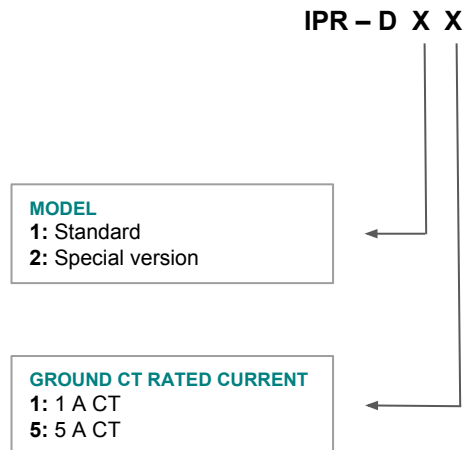 IPR – D X X
MODEL
1: Standard
2: Special version
GROUND CT RATED CURRENT
1: 1 A CT
5: 5 A CT